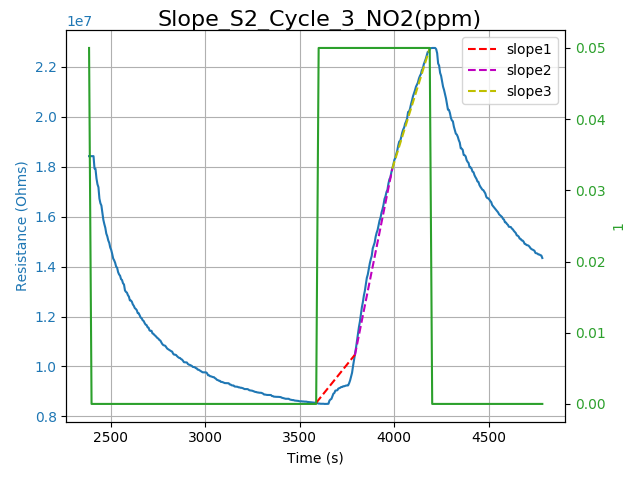 Slope_S2_Cycle_3_NO2(ppm)
1e7
slope1
slope2
slope3
2.2
2.0
1.8
1.6
1.4
1.2
1.0
0.8
Resistance (Ohms)
0.05
0.04
0.03
0.02
0.01
0.00
1
2500 3000 3500 4000 4500
Time (s)